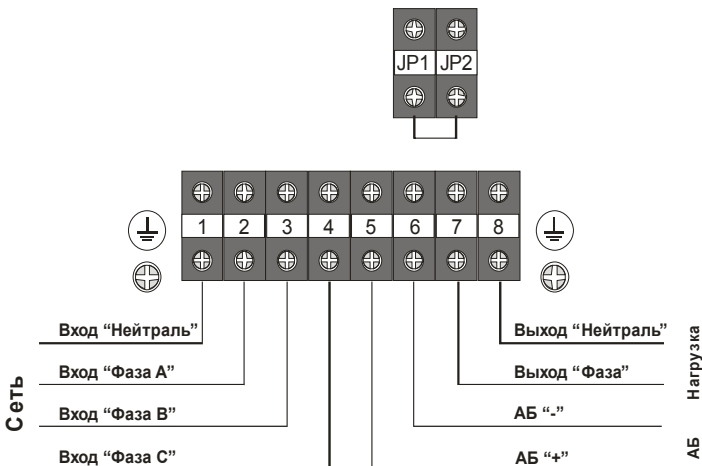 JP1 JP2
1 2 3 4 5 6 7 8
Вход “Нейтраль”
Вход “Фаза А”
Вход “Фаза В”
Вход “Фаза С”
Сеть
Выход “Нейтраль”
Выход “Фаза”
АБ “-”
АБ “+”
Нагрузка
АБ